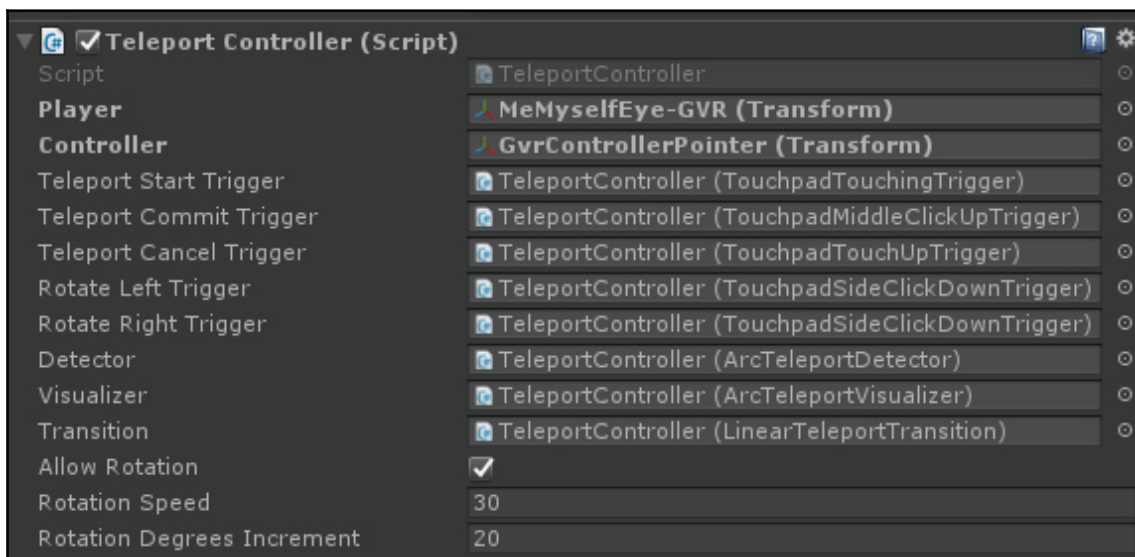 Teleport Controller (Script)
Script TeleportController
Player MeMyselfEye-GVR (Transform)
Controller GvrControllerPointer (Transform)
Teleport Start Trigger TeleportController (TouchpadTouchingTrigger)
Teleport Commit Trigger TeleportController (TouchpadMiddleClickUpTrigger)
Teleport Cancel Trigger TeleportController (TouchpadTouchUpTrigger)
Rotate Left Trigger TeleportController (TouchpadSideClickDownTrigger)
Rotate Right Trigger TeleportController (TouchpadSideClickDownTrigger)
Detector TeleportController (ArcTeleportDetector)
Visualizer TeleportController (ArcTeleportVisualizer)
Transition TeleportController (LinearTeleportTransition)
Allow Rotation
Rotation Speed 30
Rotation Degrees Increment 20